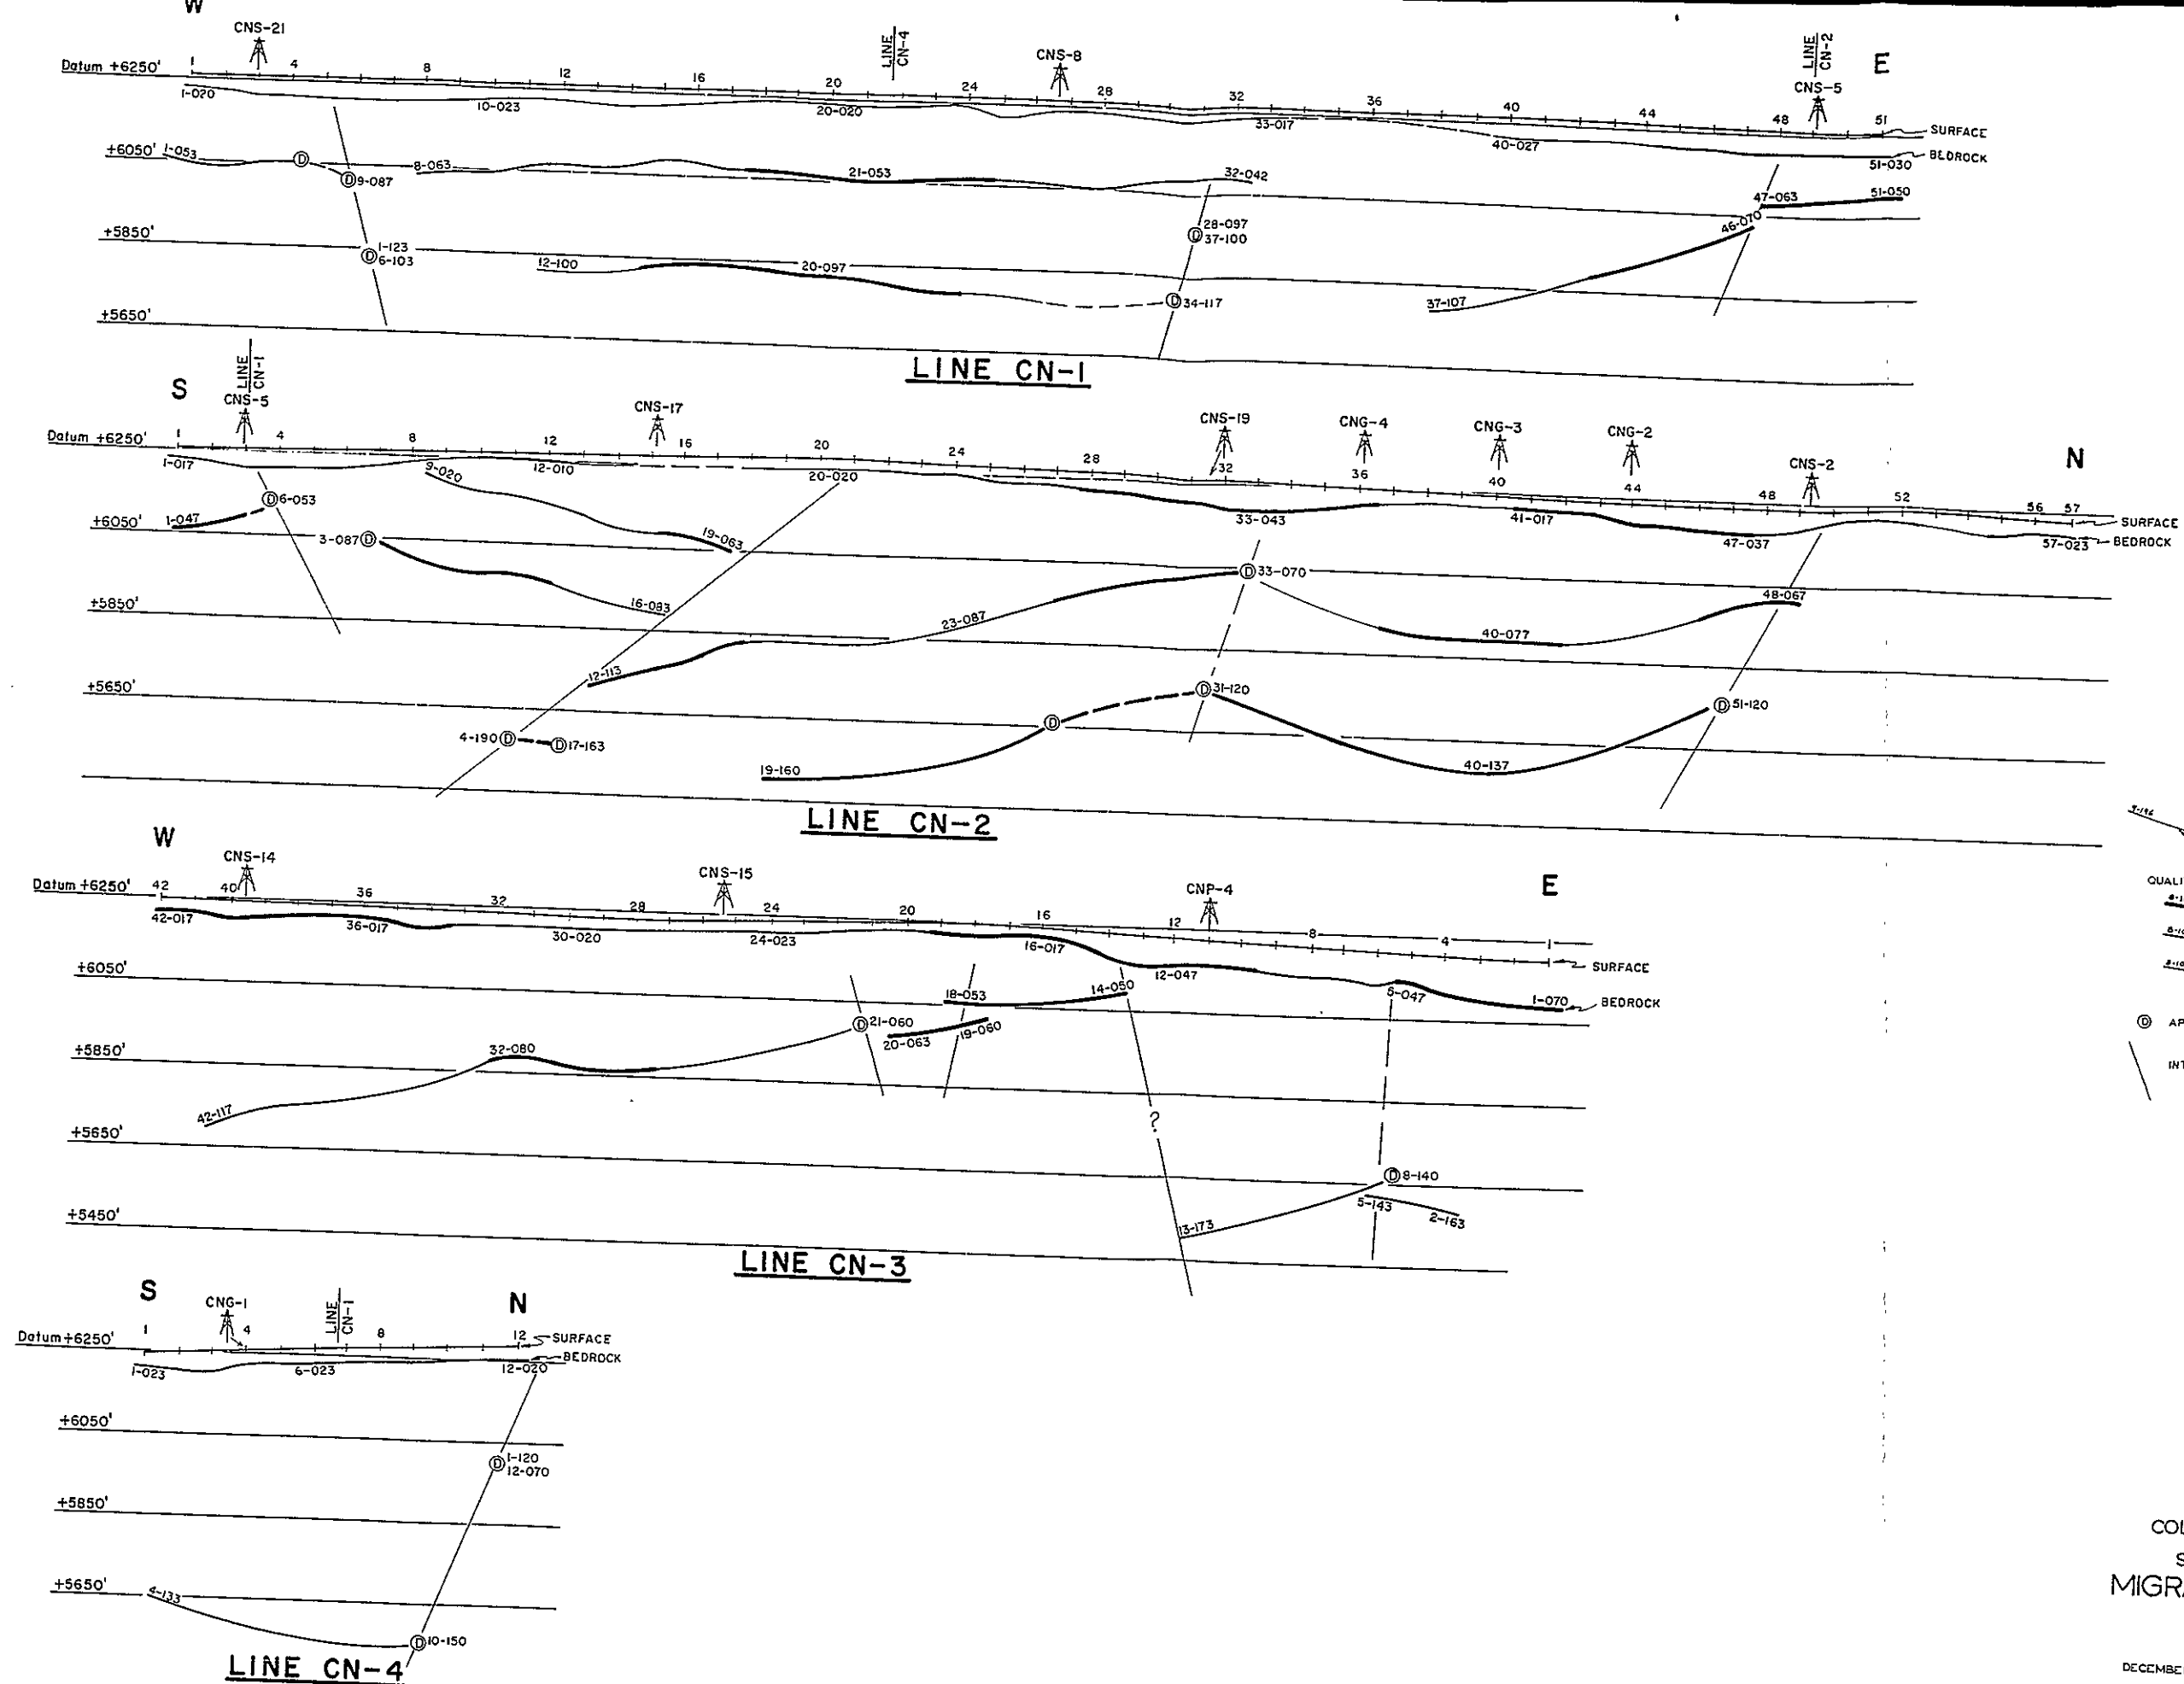 W
CNS-21
LINE CN-4
CNS-8
LINE CN-2
CNS-5
E
Datum +6250'
1 4 8 12 16 20 24 28 32 36 40 44 48 51
SURFACE
1-020 10-023 20-020 33-017 40-027 51-030
BEDROCK
+6050' 1-053 D D 9-087 8-063 21-053 32-042 47-063 51-050
46-070
D 28-097
37-100
+5850' D 1-123
6-103
12-100 20-097 D 34-117 37-107
+5650'
LINE CN-1
S
LINE CN-1
CNS-5
CNS-17
CNS-19
CNG-4
CNG-3
CNG-2
CNS-2
N
Datum +6250'
1 4 8 12 16 20 24 28 32 36 40 44 48 52 56 57
SURFACE
1-017 9-020 12-010 20-020 33-043 41-017 47-037 57-023
BEDROCK
D 6-053
+6050' 1-047
3-087 D 19-063 D 33-070
+5850' 16-083 23-087 40-077 48-067
12-113
+5650' D 31-120 D 51-120
D
4-190 D D 17-163
19-160 40-137
LINE CN-2
W
CNS-14
CNS-15
CNP-4
E
Datum +6250'
42 40 36 32 28 24 20 16 12 8 4 1
SURFACE
42-017 36-017 30-020 24-023 16-017 12-047 5-047 1-070
BEDROCK
+6050' 18-053 14-050
D 21-060 20-063 19-060
+5850' 32-080
42-117
?
+5650'
D 8-140
5-143 2-163
13-173
+5450'
LINE CN-3
S
CNG-1
LINE CN-1
N
Datum +6250'
1 4 8 12
SURFACE
BEDROCK
1-023 6-023 12-020
+6050'
D 1-120
12-070
+5850'
+5650' 4-133
D 10-150
LINE CN-4
QUALI
D AP
INT
COL
S
MIGRA
DECEMBE